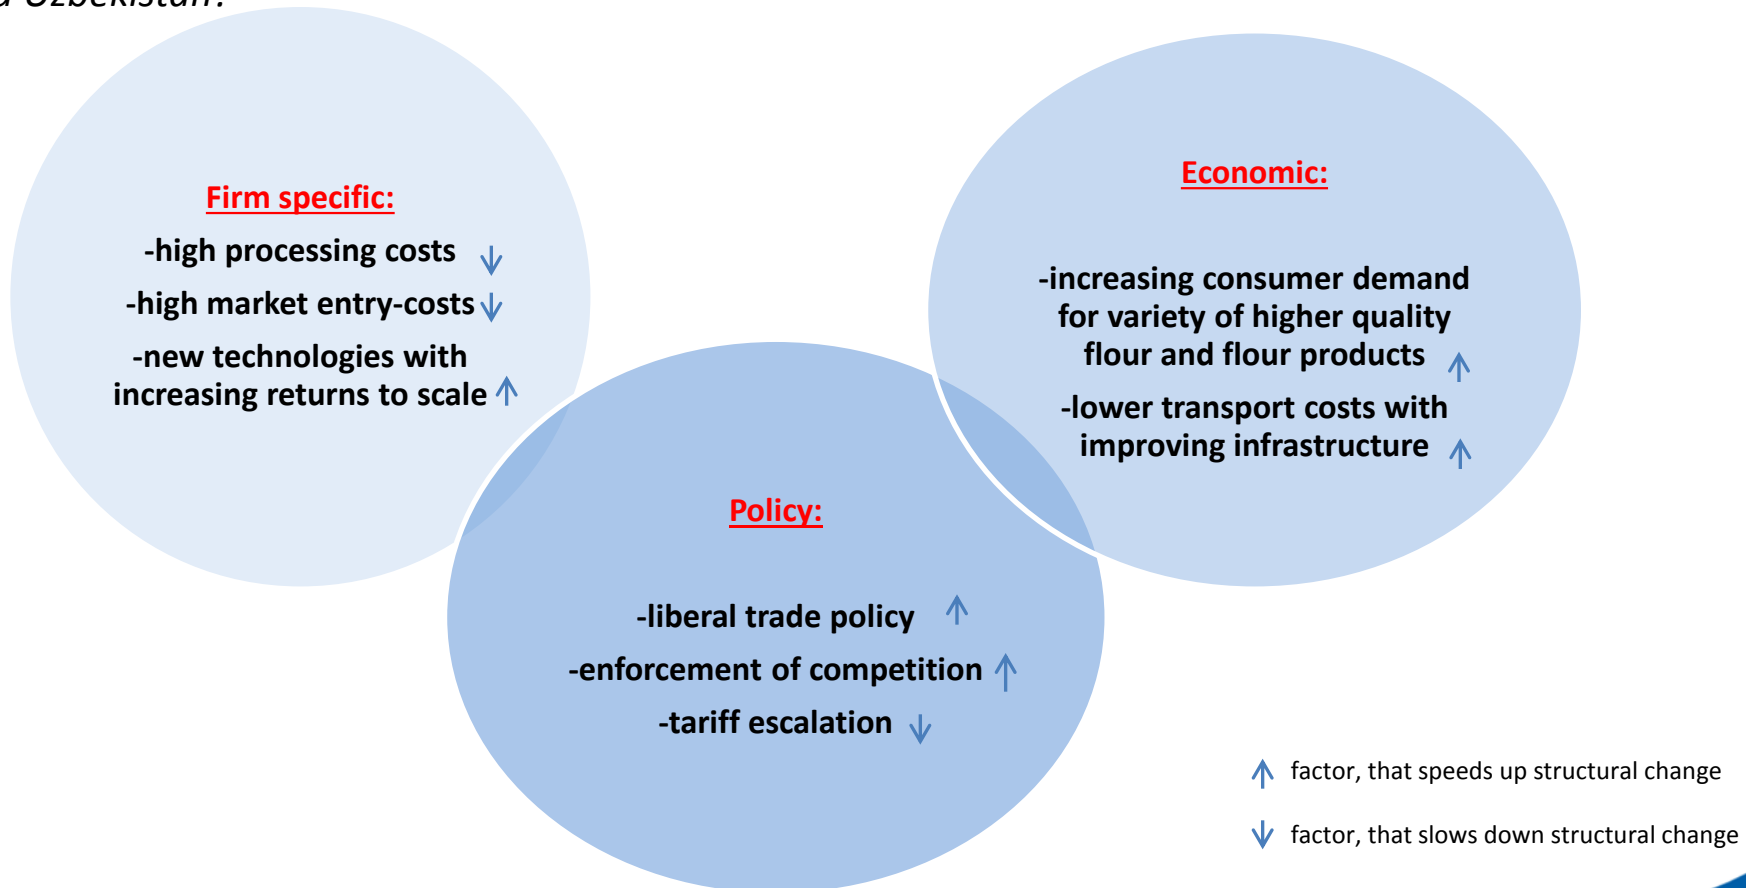 Uzbekistan?
Firm specific:
-high processing costs ↓
-high market entry-costs ↓
-new technologies with
increasing returns to scale ↑
Economic:
-increasing consumer demand
for variety of higher quality
flour and flour products ↑
-lower transport costs with
improving infrastructure ↑
Policy:
-liberal trade policy ↑
-enforcement of competition ↑
-tariff escalation ↓
↑ factor, that speeds up structural change
↓ factor, that slows down structural change